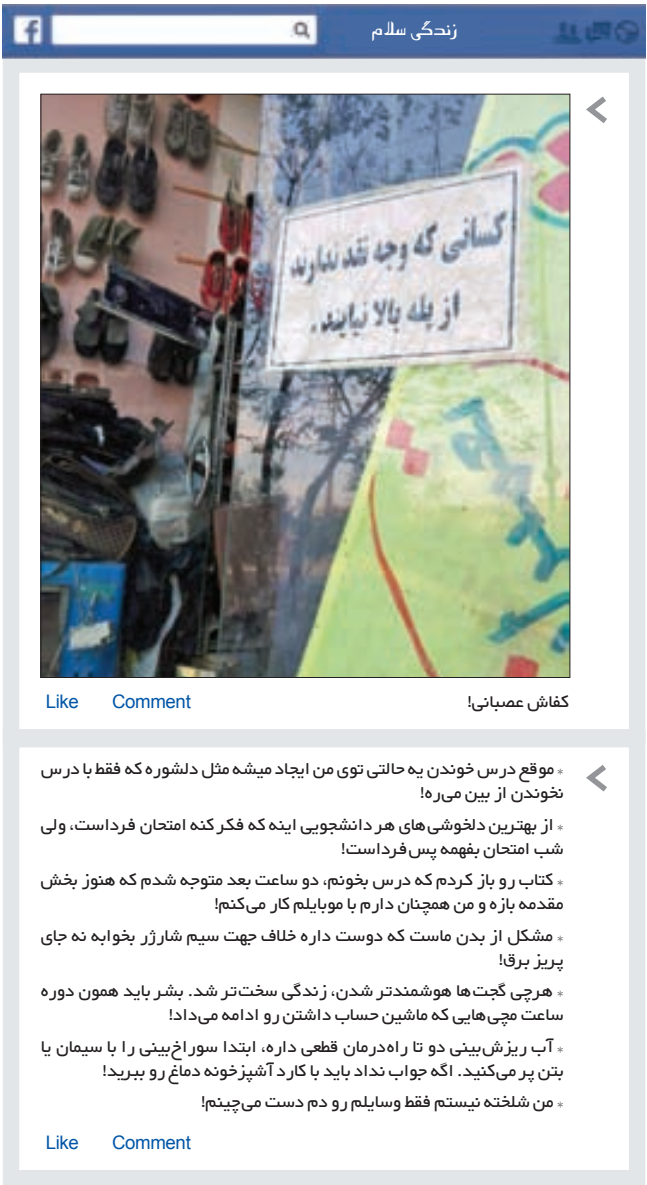 زندگی سلام
کسانی که وجه نقد ندارند
از پله بالا نیایند .
کفاش عصبانی!
Like Comment
* موقع درس خوندن یه حالتی توی من ایجاد میشه مثل دلشوره که فقط با درس
نخوندن از بین می‌ره!
* از بهترین دلخوشی‌های هر دانشجویی اینه که فکر کنه امتحان فرداست، ولی
شب امتحان بفهمه پس‌فرداست!
* کتاب رو باز کردم که درس بخونم، دو ساعت بعد متوجه شدم که هنوز بخش
مقدمه بازه و من همچنان دارم با موبایلم کار می‌کنم!
* مشکل از بدن ماست که دوست داره خلاف جهت سیم شارژر بخوابه نه جای
پریز برق!
* هرچی گجت‌ها هوشمندتر شدن، زندگی سخت‌تر شد. بشر باید همون دوره
ساعت مچی‌هایی که ماشین حساب داشتن رو ادامه می‌داد!
* آب ریزش‌بینی دو تا راه‌درمان قطعی داره، ابتدا سوراخ‌بینی را با سیمان یا
بتن پر می‌کنید. اگه جواب نداد باید با کارد آشپزخونه دماغ رو ببرید!
* من شلخته نیستم فقط وسایلم رو دم دست می‌چینم!
Like Comment